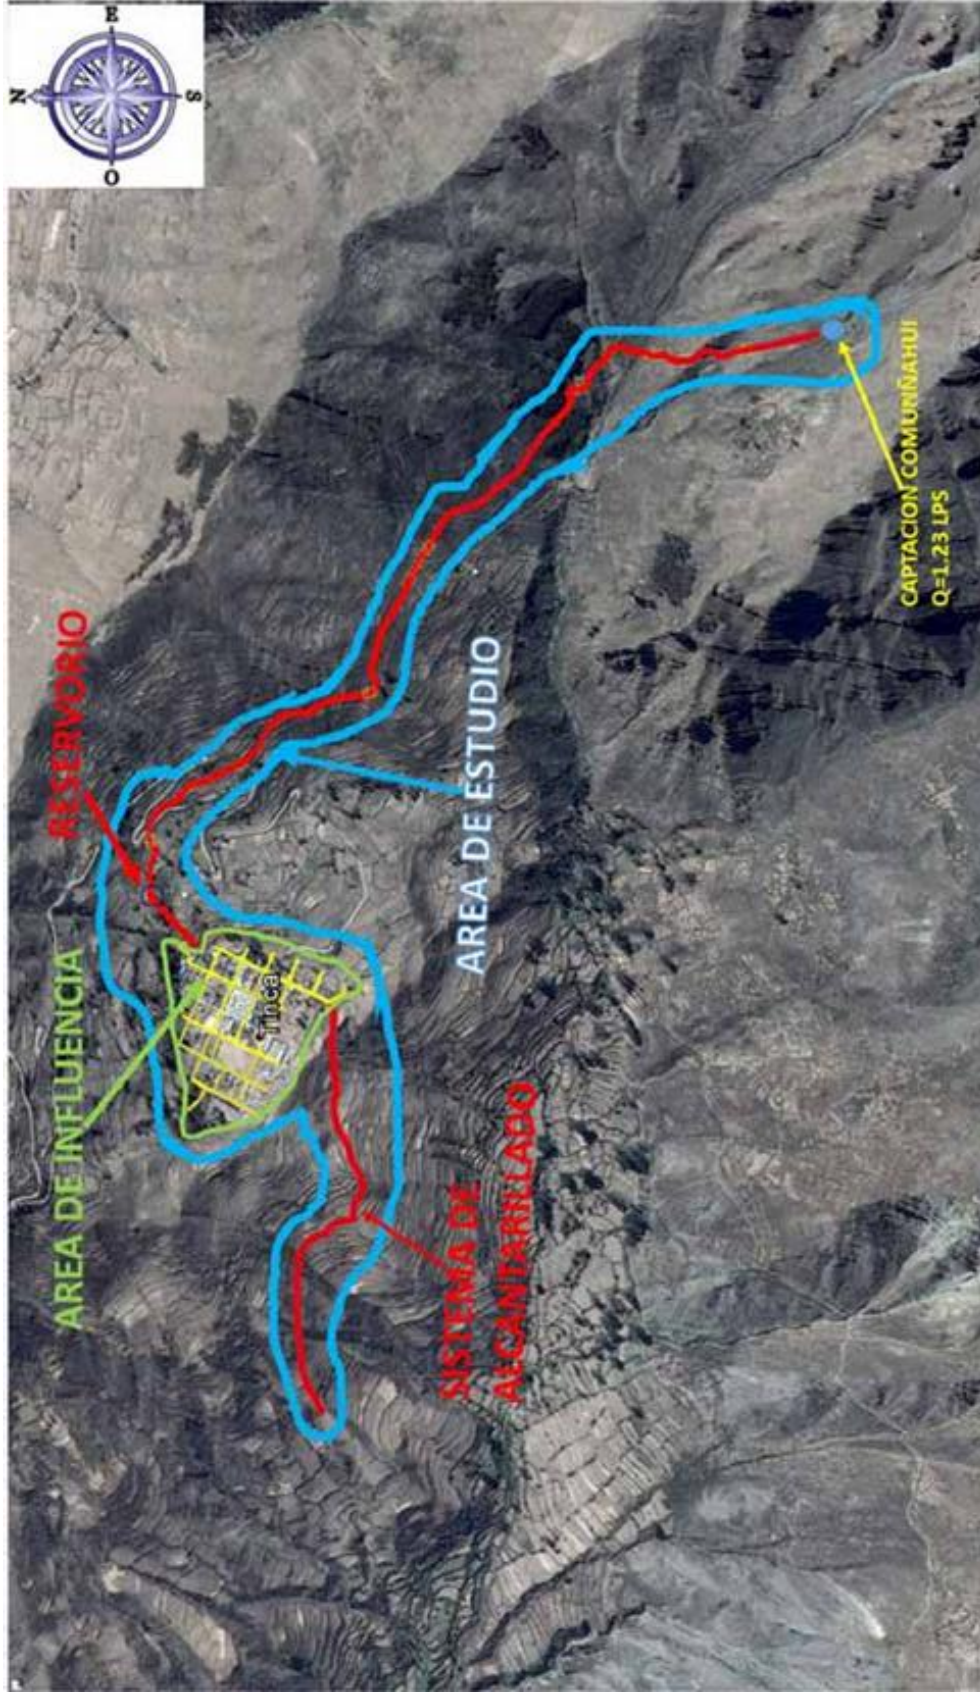 N
E
S
O
RESERVORIO
AREA DE INFLUENCIA
Tinca
AREA DE ESTUDIO
SISTEMA DE
ALCANTARILLADO
CAPTACION COMUNÑAHUI
Q=1.23 LPS